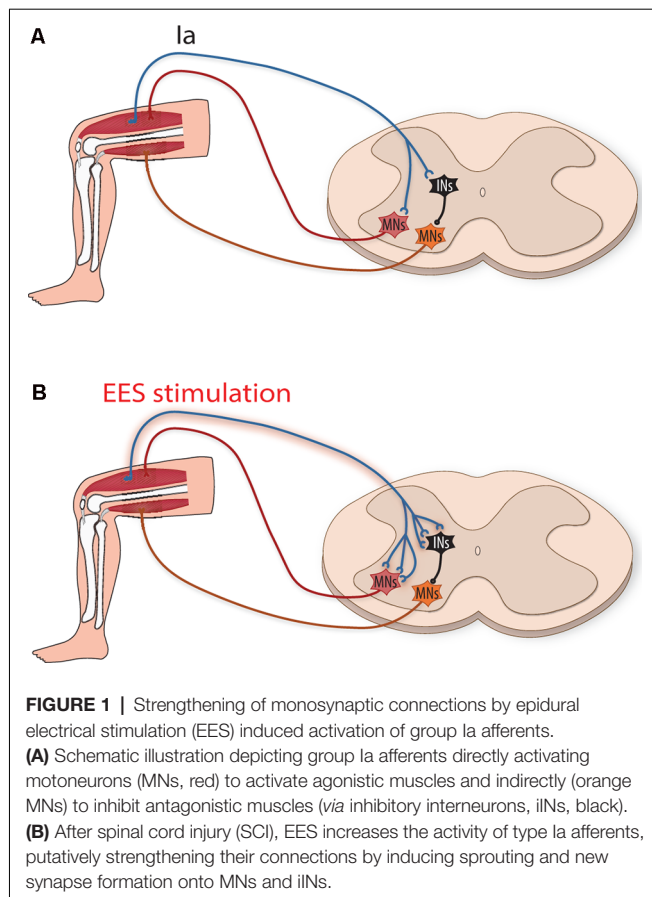 A
Ia
INs
MNs
MNs
B
EES stimulation
INs
MNs
MNs
FIGURE 1 | Strengthening of monosynaptic connections by epidural
electrical stimulation (EES) induced activation of group Ia afferents.
(A) Schematic illustration depicting group Ia afferents directly activating
motoneurons (MNs, red) to activate agonistic muscles and indirectly (orange
MNs) to inhibit antagonistic muscles (via inhibitory interneurons, iINs, black).
(B) After spinal cord injury (SCI), EES increases the activity of type Ia afferents,
putatively strengthening their connections by inducing sprouting and new
synapse formation onto MNs and iINs.